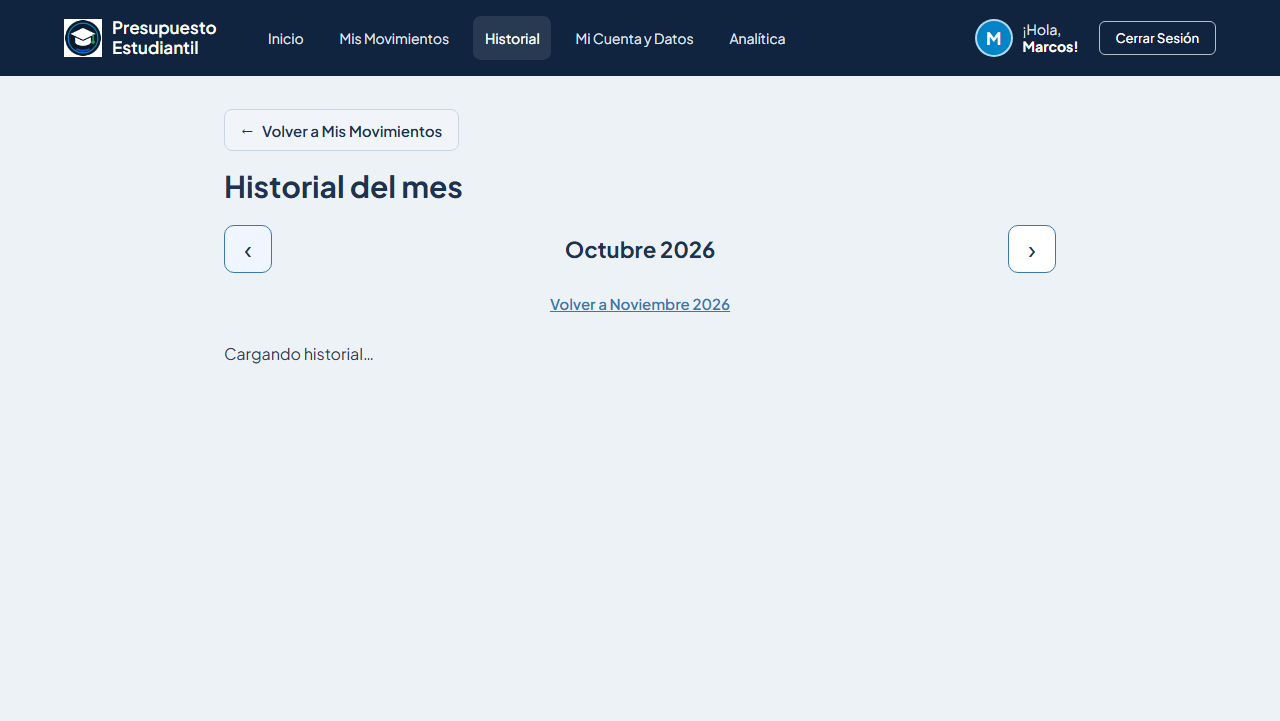 Presupuesto
Estudiantil
Inicio
Mis Movimientos
Historial
Mi Cuenta y Datos
Analítica
M
¡Hola,
Marcos!
Cerrar Sesión
← Volver a Mis Movimientos
Historial del mes
‹
Octubre 2026
›
Volver a Noviembre 2026
Cargando historial…